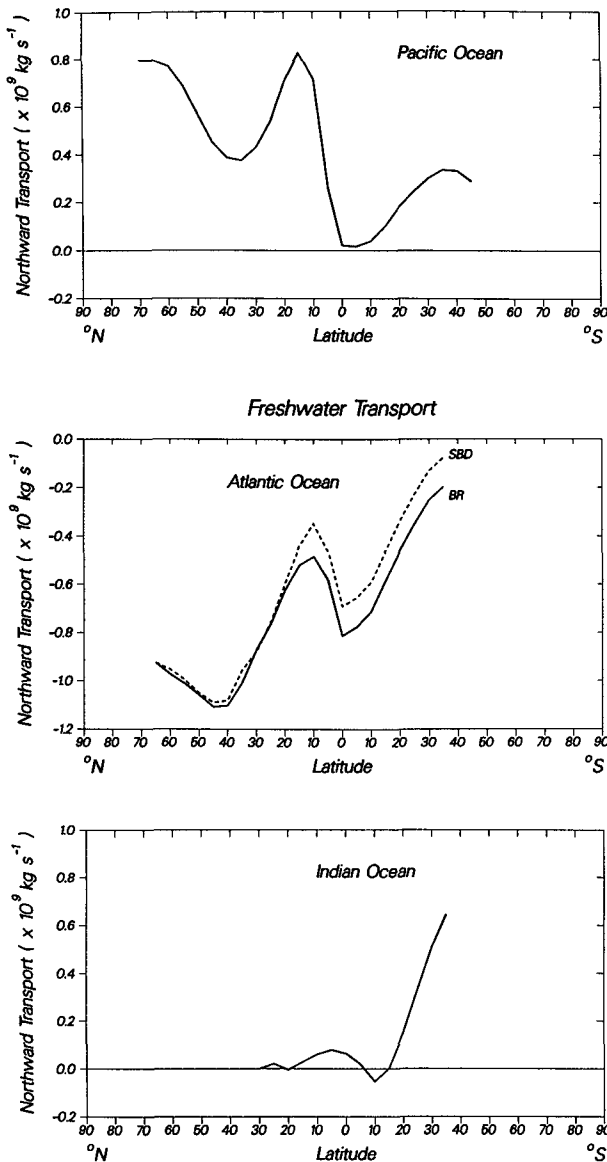 Pacific Ocean
Northward Transport ( x 10⁹ kg s⁻¹)
1.0
0.8
0.6
0.4
0.2
0.0
-0.2
90 80 70 60 50 40 30 20 10 0 10 20 30 40 50 60 70 80 90
°N Latitude °S
Freshwater Transport
Atlantic Ocean
SBD
BR
Northward Transport ( x 10⁹ kg s⁻¹)
0.0
-0.2
-0.4
-0.6
-0.8
-1.0
-1.2
90 80 70 60 50 40 30 20 10 0 10 20 30 40 50 60 70 80 90
°N Latitude °S
Indian Ocean
Northward Transport ( x 10⁹ kg s⁻¹)
1.0
0.8
0.6
0.4
0.2
0.0
-0.2
90 80 70 60 50 40 30 20 10 0 10 20 30 40 50 60 70 80 90
°N Latitude °S